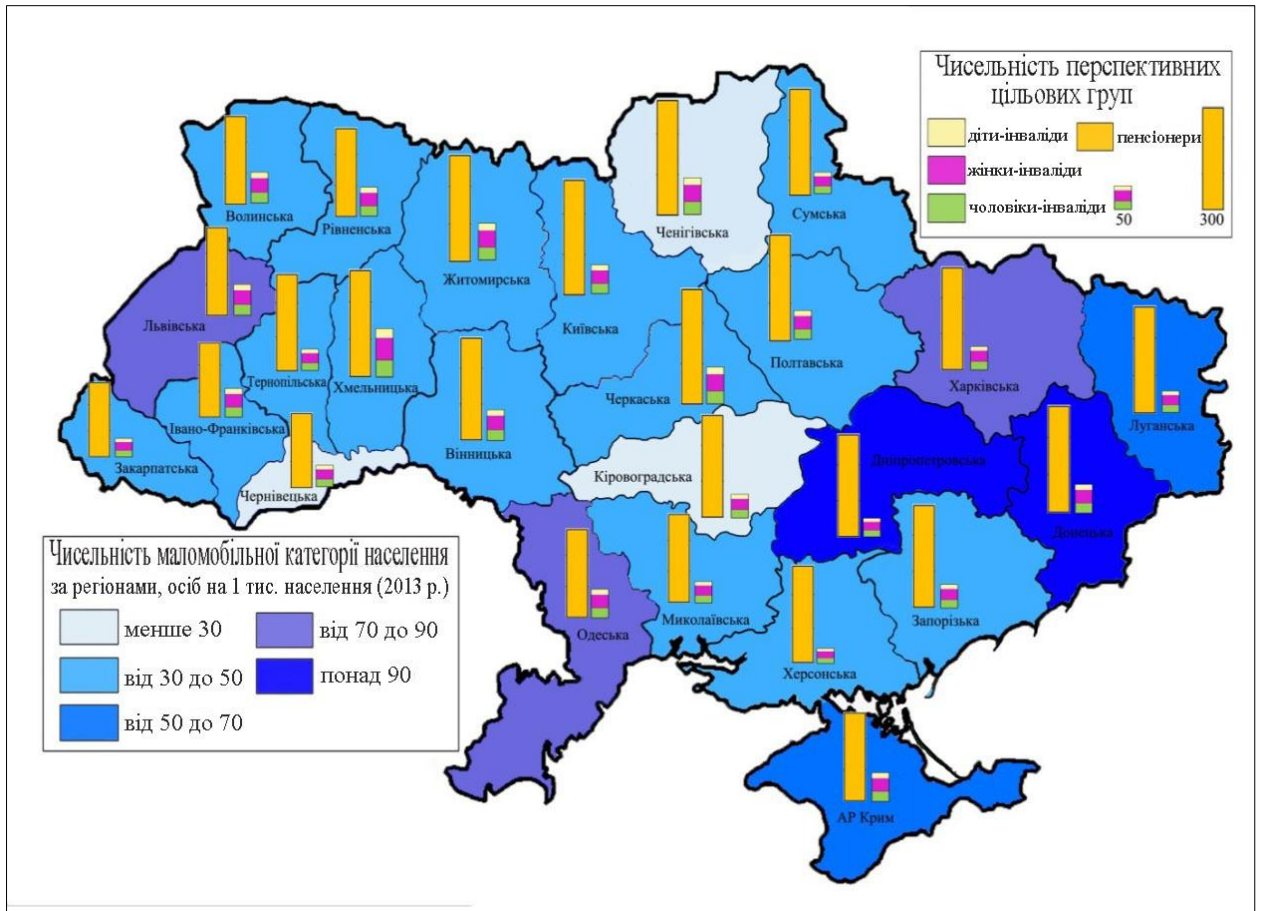 Чисельність перспективних
цільових груп
діти-інваліди
пенсіонери
жінки-інваліди
чоловіки-інваліди
50
300
Волинська
Рівненська
Житомирська
Київська
Ченігівська
Сумська
Львівська
Тернопільська
Хмельницька
Вінницька
Черкаська
Полтавська
Харківська
Луганська
Івано-Франківська
Закарпатська
Чернівецька
Кіровоградська
Дніпропетровська
Донецька
Одеська
Миколаївська
Запорізька
Херсонська
АР Крим
Чисельність маломобільної категорії населення
за регіонами, осіб на 1 тис. населення (2013 р.)
менше 30
від 70 до 90
від 30 до 50
понад 90
від 50 до 70